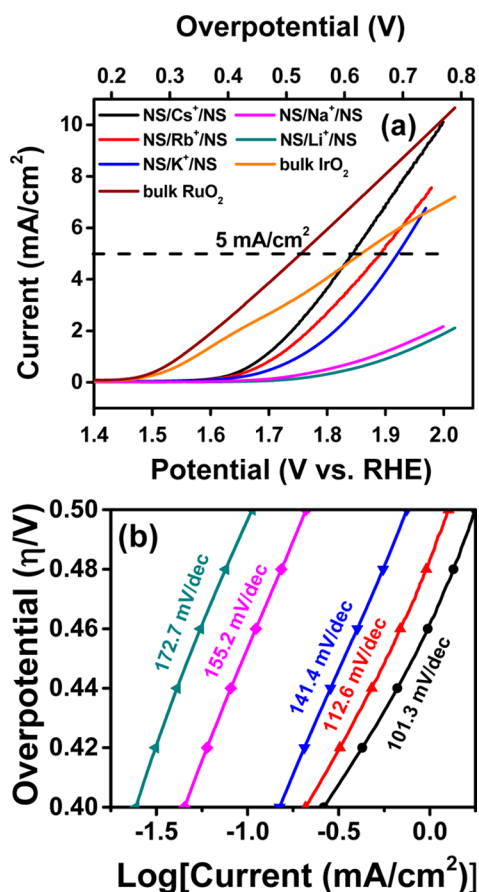 Overpotential (V)
0.2 0.3 0.4 0.5 0.6 0.7 0.8
NS/Cs⁺/NS NS/Na⁺/NS (a)
NS/Rb⁺/NS NS/Li⁺/NS
NS/K⁺/NS bulk IrO₂
bulk RuO₂
5 mA/cm²
Current (mA/cm²)
10
8
6
4
2
0
1.4 1.5 1.6 1.7 1.8 1.9 2.0
Potential (V vs. RHE)
(b)
Overpotential (η/V)
0.50
0.48
0.46
0.44
0.42
0.40
172.7 mV/dec
155.2 mV/dec
141.4 mV/dec
112.6 mV/dec
101.3 mV/dec
-1.5 -1.0 -0.5 0.0
Log[Current (mA/cm²)]